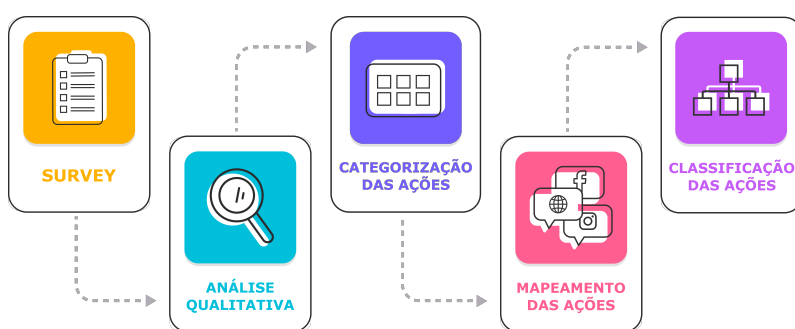 SURVEY
ANÁLISE
QUALITATIVA
CATEGORIZAÇÃO
DAS AÇÕES
MAPEAMENTO
DAS AÇÕES
CLASSIFICAÇÃO
DAS AÇÕES